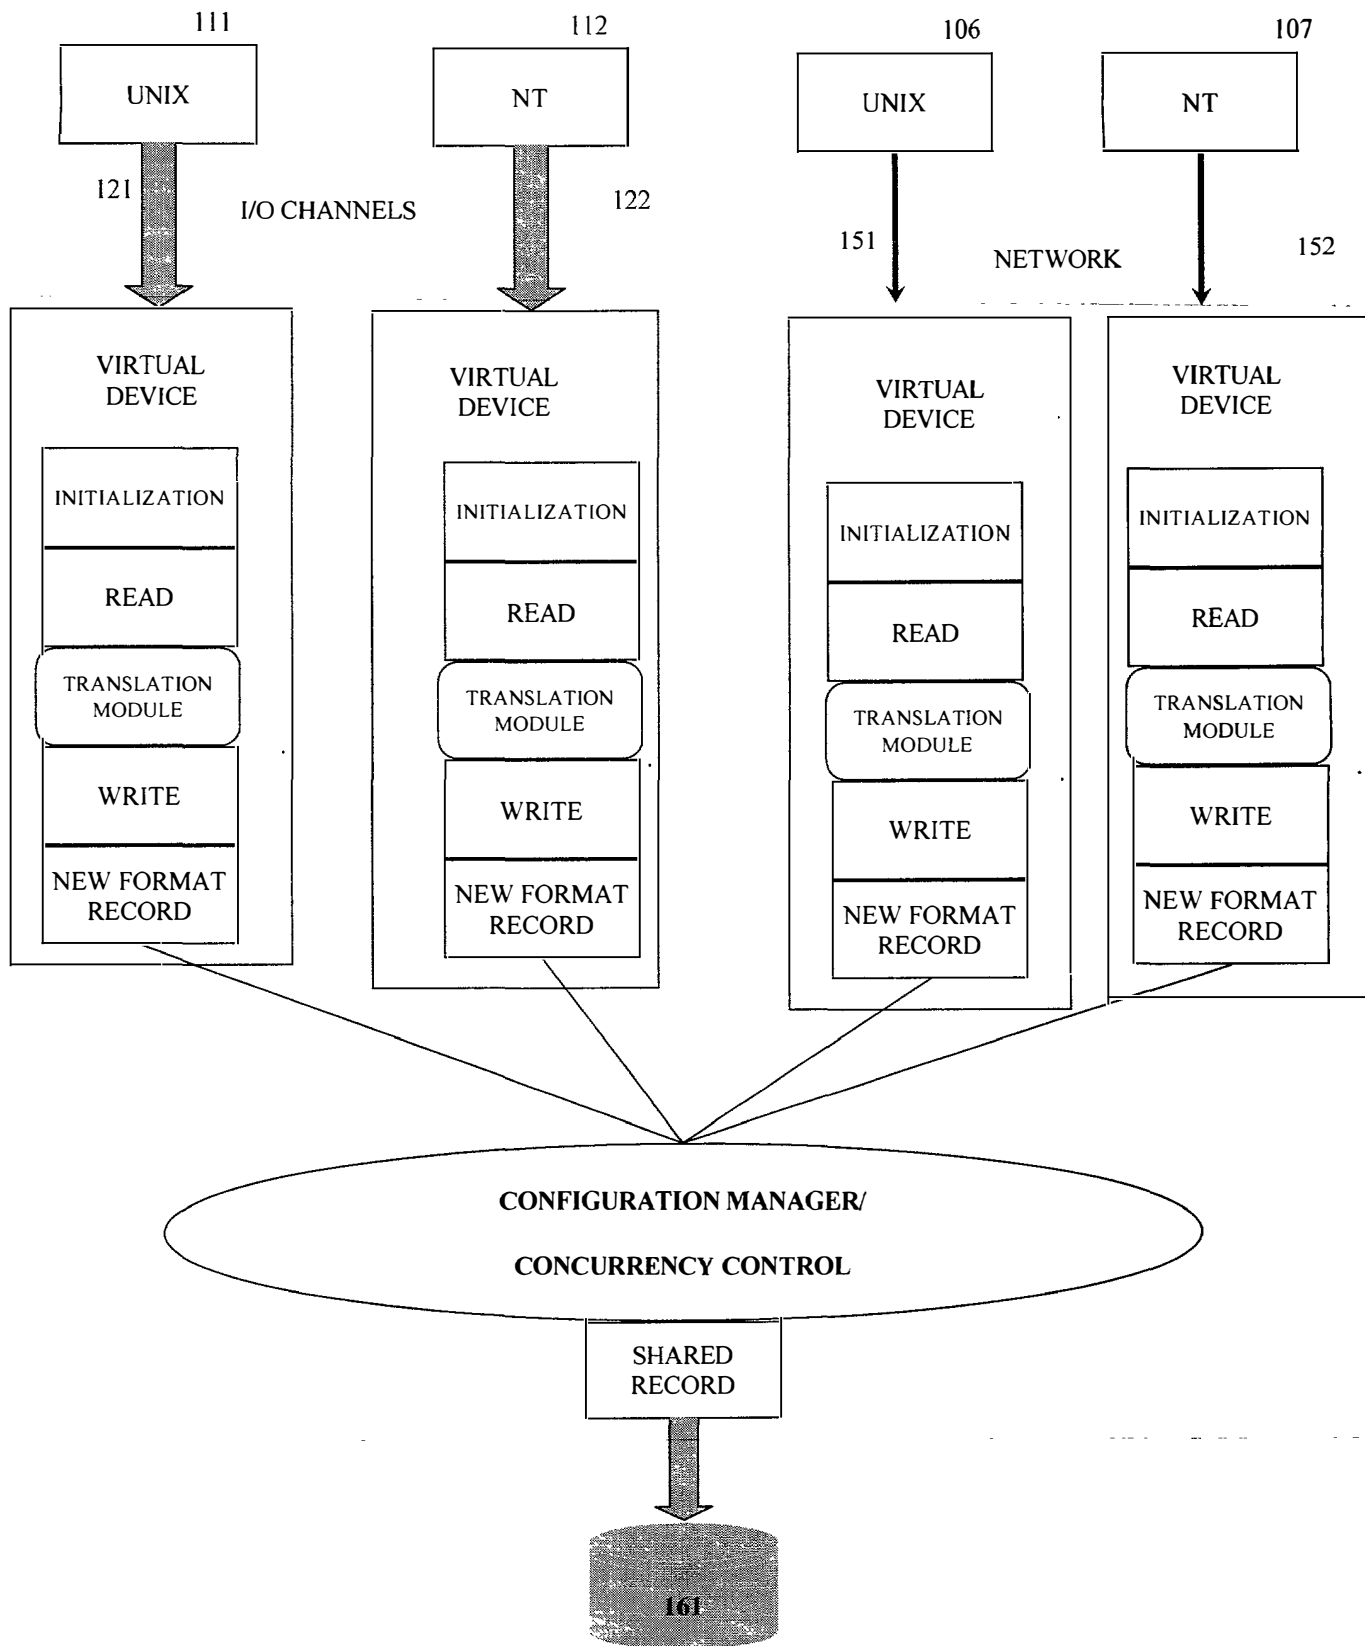 111
112
106
107
UNIX
NT
UNIX
NT
121
I/O CHANNELS
122
151
NETWORK
152
VIRTUAL
DEVICE
INITIALIZATION
READ
TRANSLATION
MODULE
WRITE
NEW FORMAT
RECORD
VIRTUAL
DEVICE
INITIALIZATION
READ
TRANSLATION
MODULE
WRITE
NEW FORMAT
RECORD
VIRTUAL
DEVICE
INITIALIZATION
READ
TRANSLATION
MODULE
WRITE
NEW FORMAT
RECORD
VIRTUAL
DEVICE
INITIALIZATION
READ
TRANSLATION
MODULE
WRITE
NEW FORMAT
RECORD
CONFIGURATION MANAGER/
CONCURRENCY CONTROL
SHARED
RECORD
161